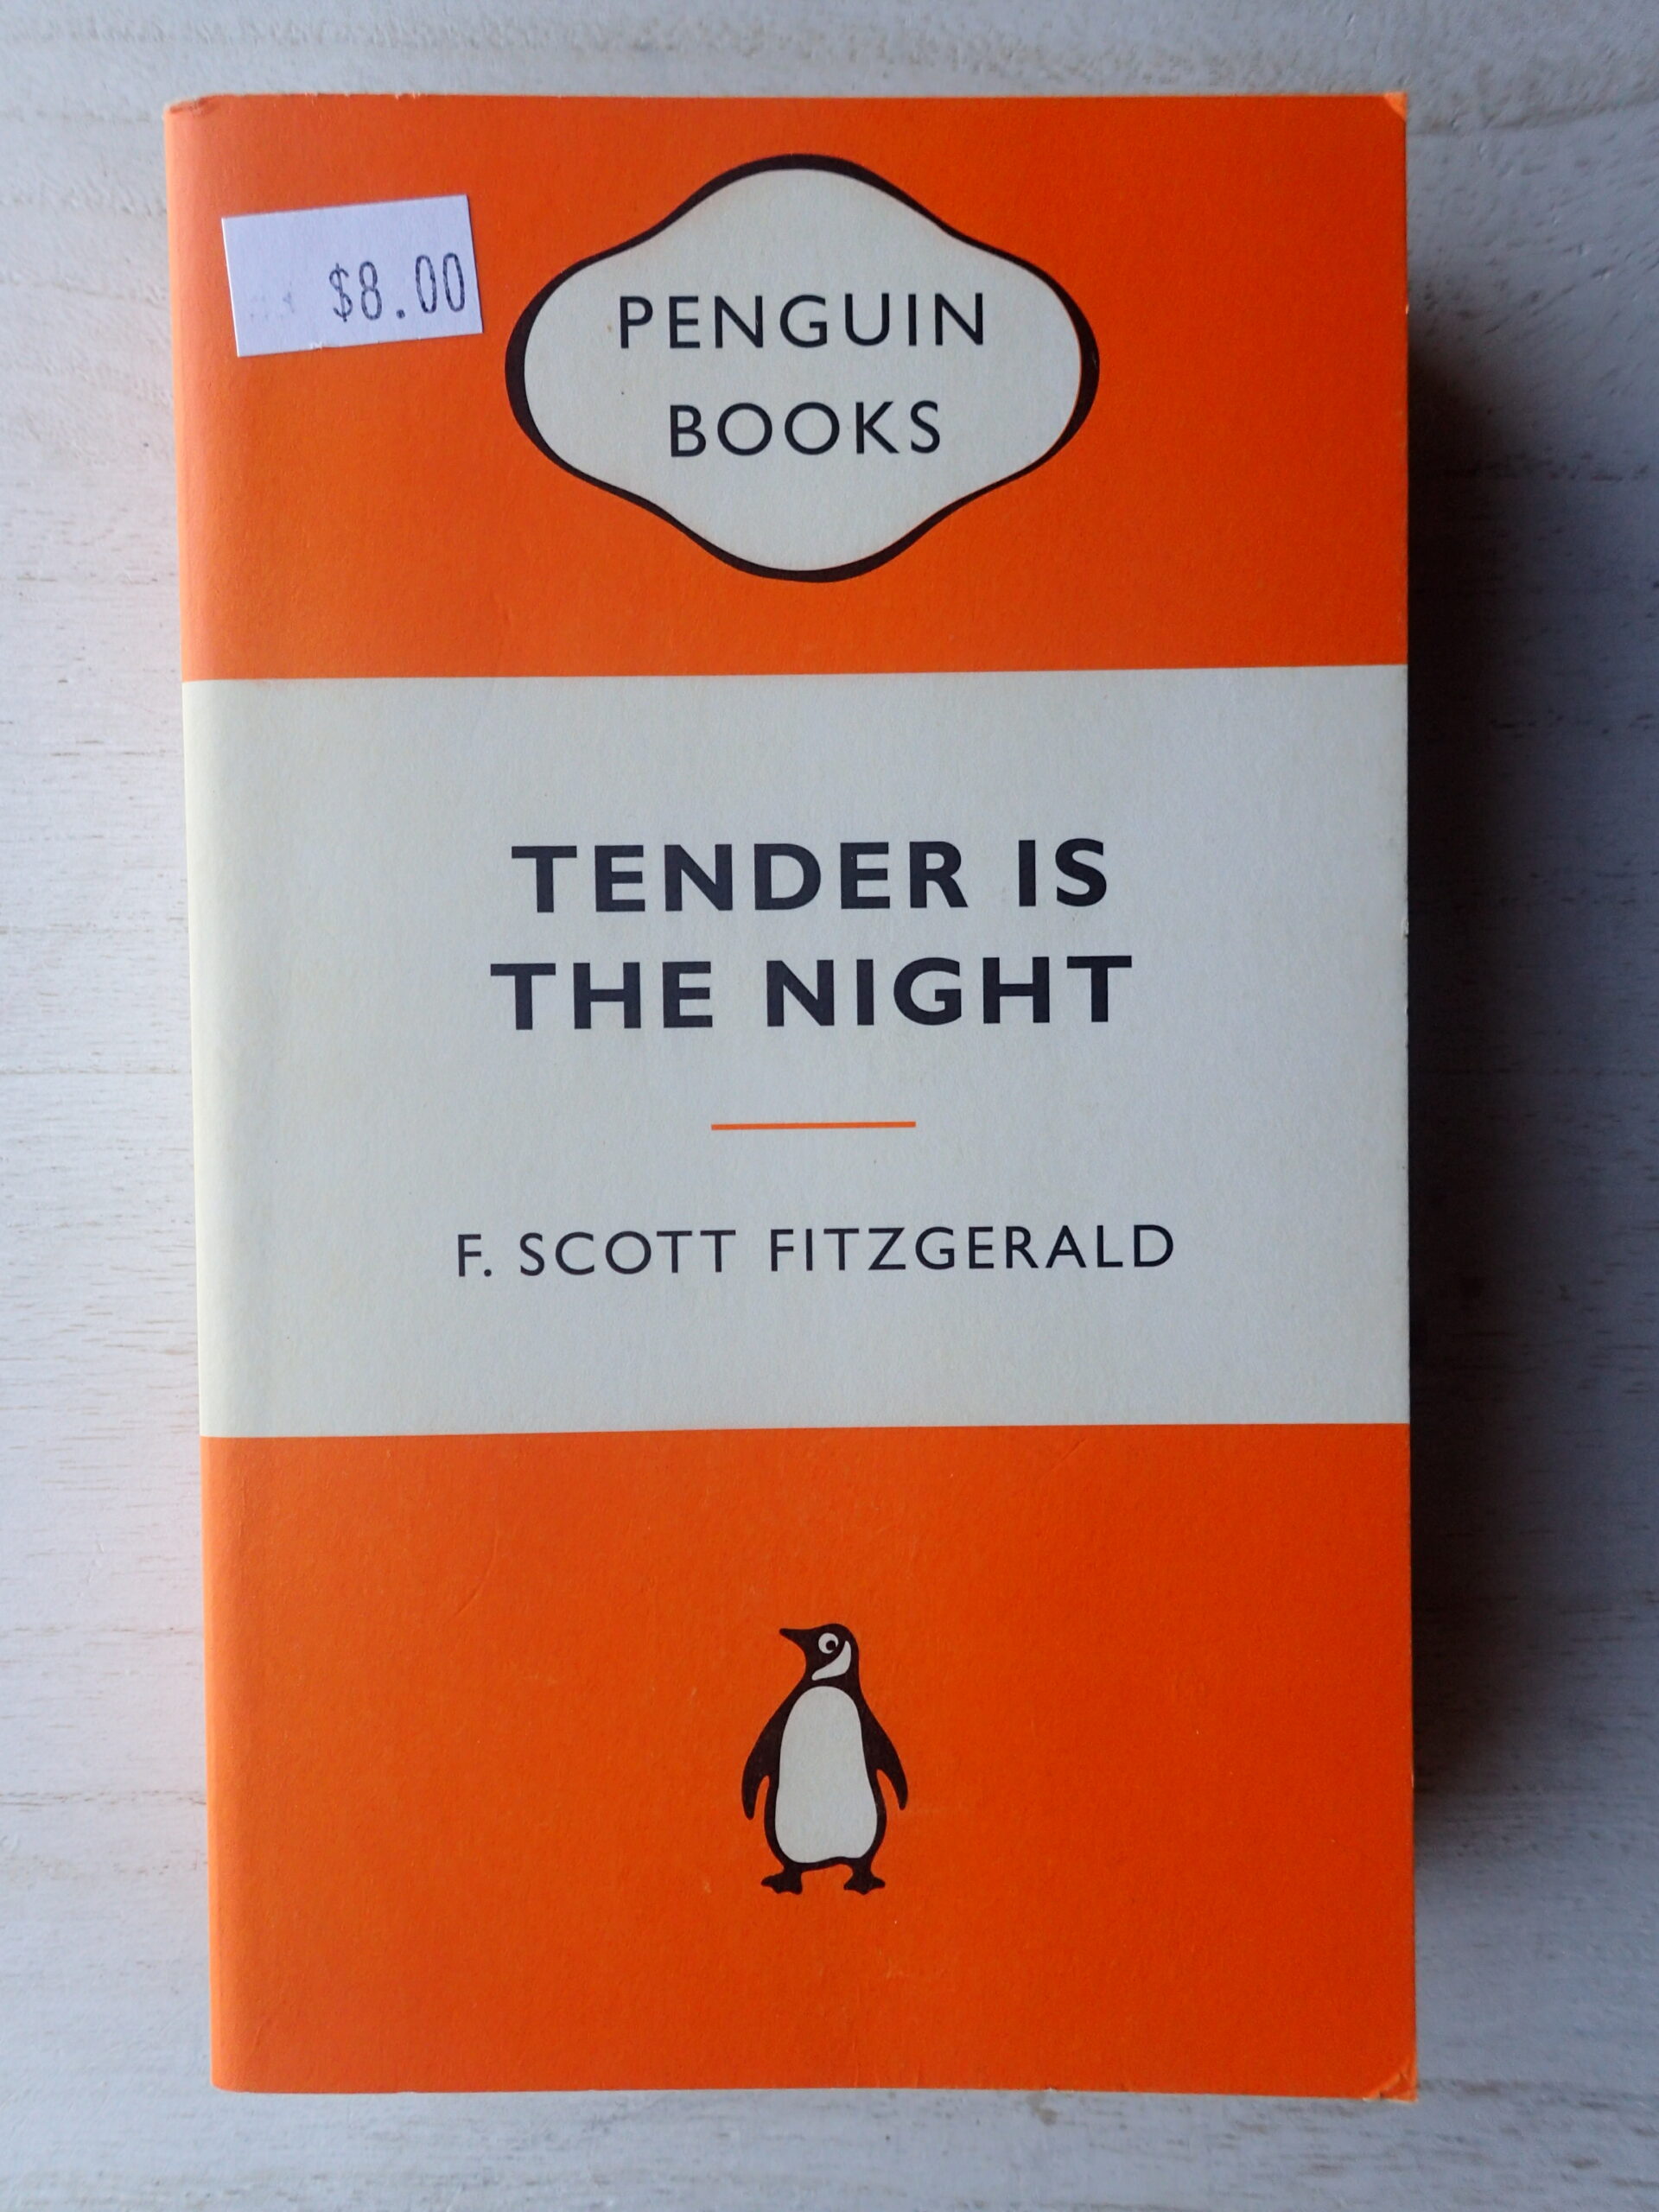 $8.00
PENGUIN
BOOKS
TENDER IS
THE NIGHT
F. SCOTT FITZGERALD